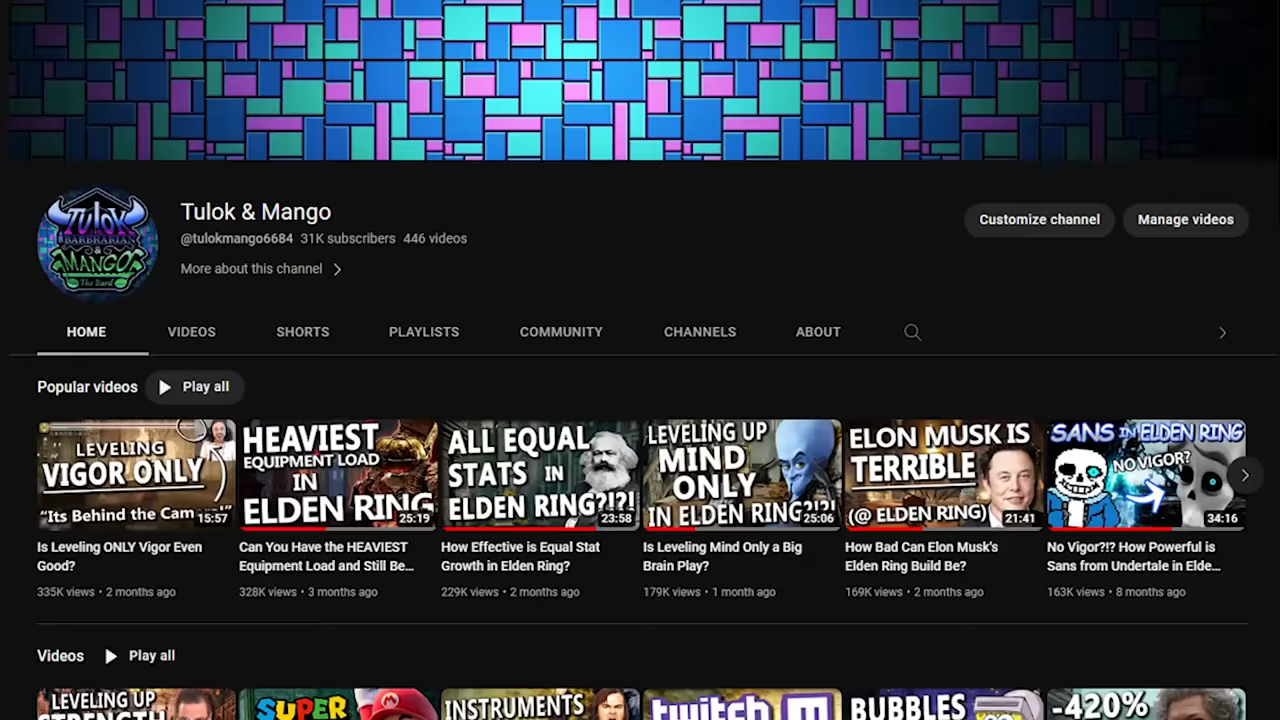 TULOK
THE
BARBARIAN
&
MANGO
The Bard
Tulok & Mango
@tulokmango6684 31K subscribers 446 videos
More about this channel
Customize channel
Manage videos
HOME VIDEOS SHORTS PLAYLISTS COMMUNITY CHANNELS ABOUT
Popular videos Play all
LEVELING
VIGOR ONLY
"Its Behind the Cam
15:57
HEAVIEST
EQUIPMENT LOAD
IN
ELDEN RING
25:19
ALL EQUAL
STATS IN
ELDEN RING?!?!
23:58
LEVELING UP
MIND
ONLY
IN ELDEN RING?!?!
25:06
ELON MUSK IS
TERRIBLE
(@ ELDEN RING)
21:41
SANS IN ELDEN RING
NO VIGOR?
34:16
Is Leveling ONLY Vigor Even
Good?
335K views • 2 months ago
Can You Have the HEAVIEST
Equipment Load and Still Be...
328K views • 3 months ago
How Effective is Equal Stat
Growth in Elden Ring?
229K views • 2 months ago
Is Leveling Mind Only a Big
Brain Play?
179K views • 1 month ago
How Bad Can Elon Musk's
Elden Ring Build Be?
169K views • 2 months ago
No Vigor?!? How Powerful is
Sans from Undertale in Elde...
163K views • 8 months ago
Videos Play all
LEVELING UP
STRENGTH
SUPER
INSTRUMENTS
twitch
BUBBLES
-420%